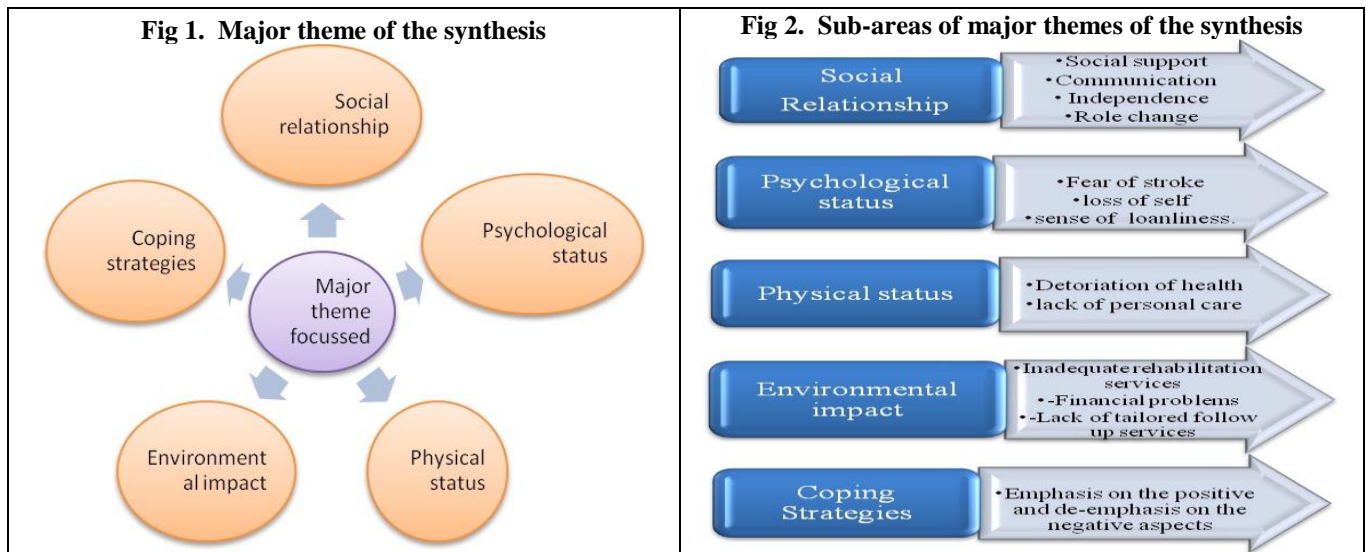 Fig 1.  Major theme of the synthesis
Social
relationship
Psychological
status
Physical
status
Environment
al impact
Coping
strategies
Major
theme
focussed
Fig 2.  Sub-areas of major themes of the synthesis
Social
Relationship
•Social support
•Communication
• Independence
•Role change
Psychological
status
•Fear of stroke
•loss of self
•sense of loanliness.
Physical status
•Detoriation of health
•lack of personal care
Environmental
impact
•Inadequate rehabilitation
services
•-Financial problems
•-Lack of tailored follow
up services
Coping
Strategies
•Emphasis on the positive
and de-emphasis on the
negative aspects